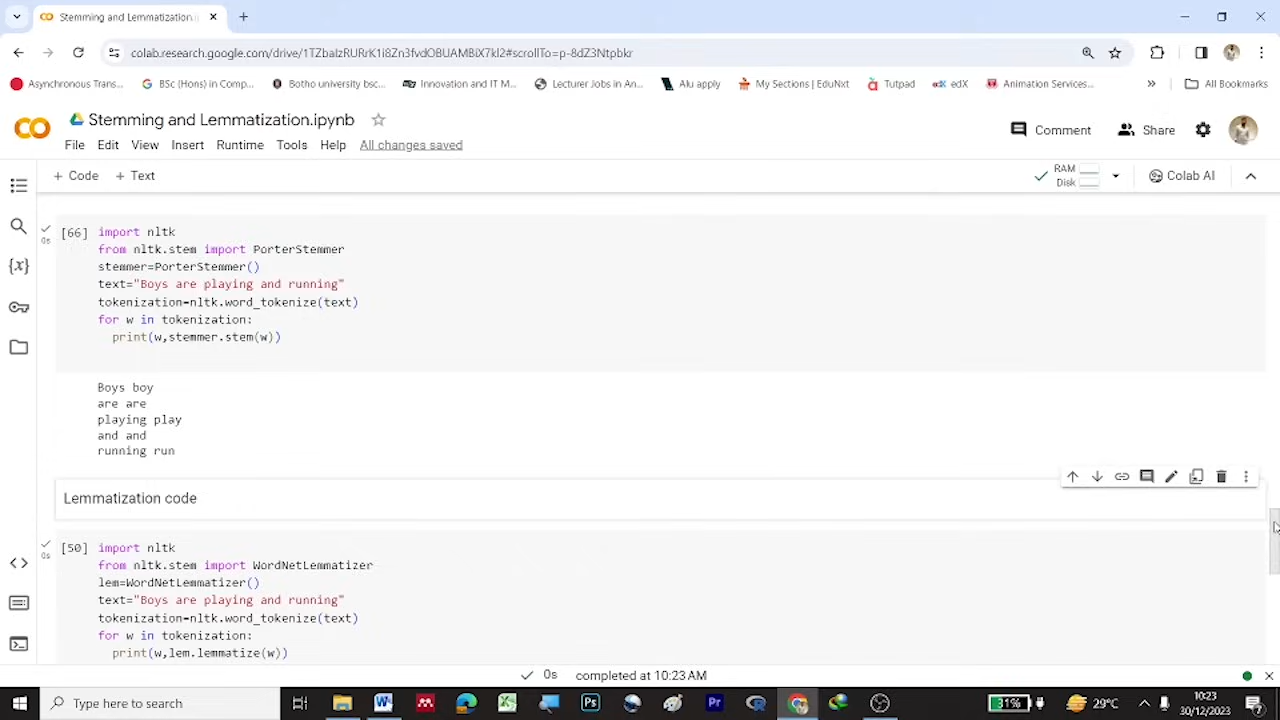 Stemming and Lemmatization.i
colab.research.google.com/drive/1TZbaIzRURrK1i8Zn3fvdOBUAMBiX7kl2#scrollTo=p-8dZ3Ntpbkr
Asynchronous Trans...
BSc (Hons) in Comp...
Botho university bsc...
Innovation and IT M...
Lecturer Jobs in An...
Alu apply
My Sections | EduNxt
Tutpad
edX
Animation Services...
»
All Bookmarks
Stemming and Lemmatization.ipynb
Comment
Share
File Edit View Insert Runtime Tools Help All changes saved
+ Code + Text
RAM
Disk
Colab AI
[66] import nltk
0s
from nltk.stem import PorterStemmer
stemmer=PorterStemmer()
text="Boys are playing and running"
tokenization=nltk.word_tokenize(text)
for w in tokenization:
print(w,stemmer.stem(w))
Boys boy
are are
playing play
and and
running run
Lemmatization code
[50] import nltk
0s
from nltk.stem import WordNetLemmatizer
lem=WordNetLemmatizer()
text="Boys are playing and running"
tokenization=nltk.word_tokenize(text)
for w in tokenization:
print(w,lem.lemmatize(w))
0s completed at 10:23 AM
Type here to search
31%
29°C
10:23
30/12/2023